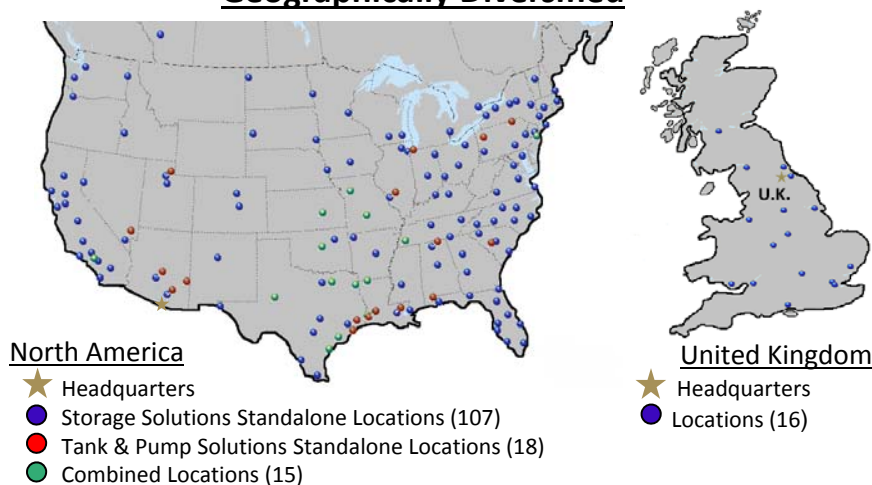 Geographically Diversified
U.K.
North America
Headquarters
Storage Solutions Standalone Locations (107)
Tank & Pump Solutions Standalone Locations (18)
Combined Locations (15)
United Kingdom
Headquarters
Locations (16)